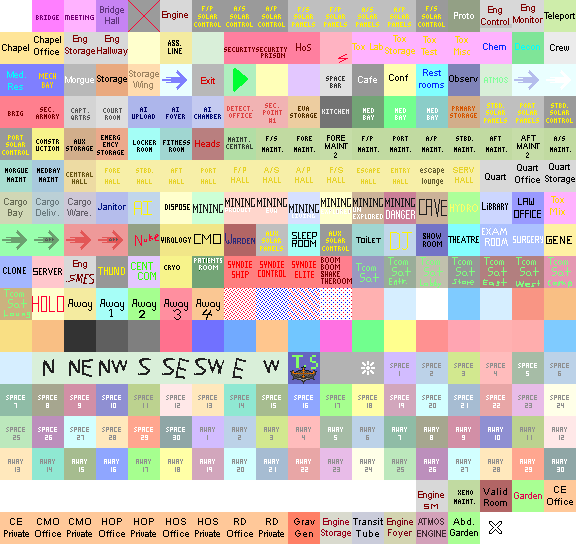 BRIDGE MEETING Bridge Hall Engine F/P SOLAR CONTROL A/S SOLAR CONTROL A/P SOLAR CONTROL F/S SOLAR CONTROL F/P SOLAR PANELS A/S SOLAR PANELS A/P SOLAR PANELS F/S SOLAR CONTROL Proto Eng Control Eng Monitor Teleport
Chapel Chapel Office Eng Storage Eng Hallway ASS. LINE SECURITY SECURITY PRISON HoS Chem Crew
Med. Res MECH BAY Morgue Storage Storage Wing Exit SPACE BAR Cafe Conf Rest rooms Observ ATMOS
BRIG SEC. ARMORY CAPT. QRTRS COURT ROOM AI UPLOAD AI FOYER AI CHAMBER DETECT. OFFICE SEC. POINT #1 EVA STORAGE KITCHEN MED BAY MED BAY MED BAY PRMARY STORAGE STBD. SOLAR PANELS PORT SOLAR PANELS STBD. SOLAR CONTROL
PORT SOLAR CONTROL CONSTR UCTION AUX STORAGE EMERG ENCY STORAGE LOCKER ROOM FITNESS ROOM Heads MAINT. CENTRAL F/S MAINT. FORE MAINT. FORE MAINT 2 F/P MAINT. A/S MAINT. PORT MAINT. A/P MAINT. STBD. MAINT. AFT MAINT. AFT MAINT 2
MORGUE MAINT MEDBAY MAINT CENTRAL HALL FORE HALL STBD. HALL AFT HALL PORT HALL A/P HALL A/S HALL F/S HALL F/P HALL ESCAPE HALL ENTRY HALL escape lounge SERV HALL Quart Quart Office Quart Storage
Cargo Bay Cargo Deliv. Cargo Ware. Janitor DISPOSE MINING MINING MINING MINING MINING MINING UN EXPLORED MINING DANGER CAVE HYDRO LiBRARY LAW OFFICE
Nuke VIROLOGY CMO WARDEN AUX SOLAR PANELS SLEEP ROOM AUX SOLAR CONTROL TOILET SHOW ROOM THEATRE EXAM ROOM SURGERY GENE
CLONE SERVER Eng .SMES THUND CENT COM CRYO PATIENTS ROOM SYNDIE SHIP SYNDIE CONTROL SYNDIE ELITE BOOM BOOM SHAKE THEROOM Tcom Sat Tcom Sat Entr. Tcom Sat Comp Tcom Sat Store Tcom Sat East Tcom Sat West Tcom Sat Comp
Tcom Sat Loung HOLO Away Away 1 Away 2 Away 3 Away 4
N NE NW S SE SW E W T.S SPACE 1 SPACE 2 SPACE 3 SPACE 4 SPACE 5 SPACE 6
SPACE 7 SPACE 8 SPACE 9 SPACE 10 SPACE 11 SPACE 12 SPACE 13 SPACE 14 SPACE 15 SPACE 16 SPACE 17 SPACE 18 SPACE 19 SPACE 20 SPACE 21 SPACE 22 SPACE 23 SPACE 24
SPACE 25 SPACE 26 SPACE 27 SPACE 28 SPACE 29 SPACE 30 AWAY 1 AWAY 2 AWAY 3 AWAY 4 AWAY 5 AWAY 6 AWAY 7 AWAY 8 AWAY 9 AWAY 10 AWAY 11 AWAY 12
AWAY 13 AWAY 14 AWAY 15 AWAY 16 AWAY 17 AWAY 18 AWAY 19 AWAY 20 AWAY 21 AWAY 22 AWAY 23 AWAY 24 AWAY 25 AWAY 26 AWAY 27 AWAY 28 AWAY 29 AWAY 30
Engine SM XENO MAINT. Valid Room Garden CE Office
CE Private CMO Office CMO Private HOP Office HOP Private HOS Office HOS Private RD Office RD Private Grav Gen Engine Storage Transit Tube Engine Foyer ATMOS ENGINE Abd. Garden